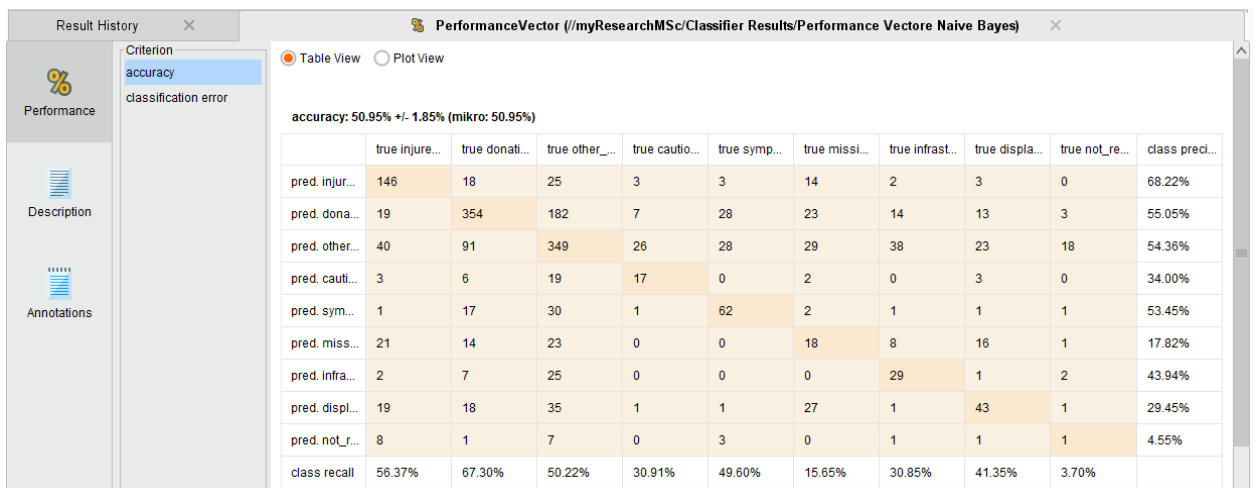 Result History
PerformanceVector (//myResearchMSc/Classifier Results/Performance Vectore Naive Bayes)
Criterion
accuracy
classification error
Performance
Description
Annotations
Table View Plot View
accuracy: 50.95% +/- 1.85% (mikro: 50.95%)
true injure... true donati... true other_... true cautio... true symp... true missi... true infrast... true displa... true not_re... class preci...
pred. injur... 146 18 25 3 3 14 2 3 0 68.22%
pred. dona... 19 354 182 7 28 23 14 13 3 55.05%
pred. other... 40 91 349 26 28 29 38 23 18 54.36%
pred. cauti... 3 6 19 17 0 2 0 3 0 34.00%
pred. sym... 1 17 30 1 62 2 1 1 1 53.45%
pred. miss... 21 14 23 0 0 18 8 16 1 17.82%
pred. infra... 2 7 25 0 0 0 29 1 2 43.94%
pred. displ... 19 18 35 1 1 27 1 43 1 29.45%
pred. not_r... 8 1 7 0 3 0 1 1 1 4.55%
class recall 56.37% 67.30% 50.22% 30.91% 49.60% 15.65% 30.85% 41.35% 3.70%